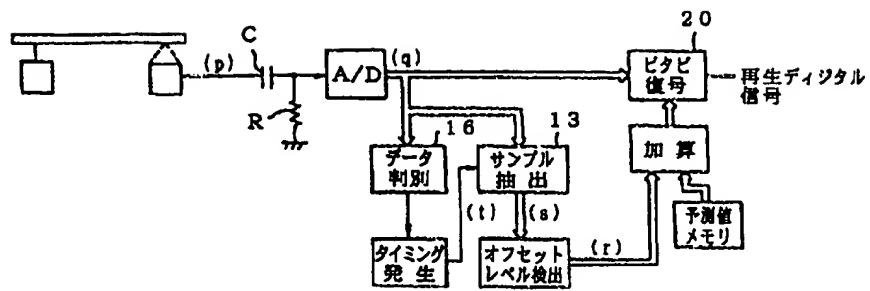 C
(p)
R
A/D
(q)
20
ビタビ
復号
再生ディジタル
信号
16
13
データ
判別
サンプル
抽出
加算
(t)
(s)
予測値
メモリ
タイミング
発生
オフセット
レベル検出
(r)